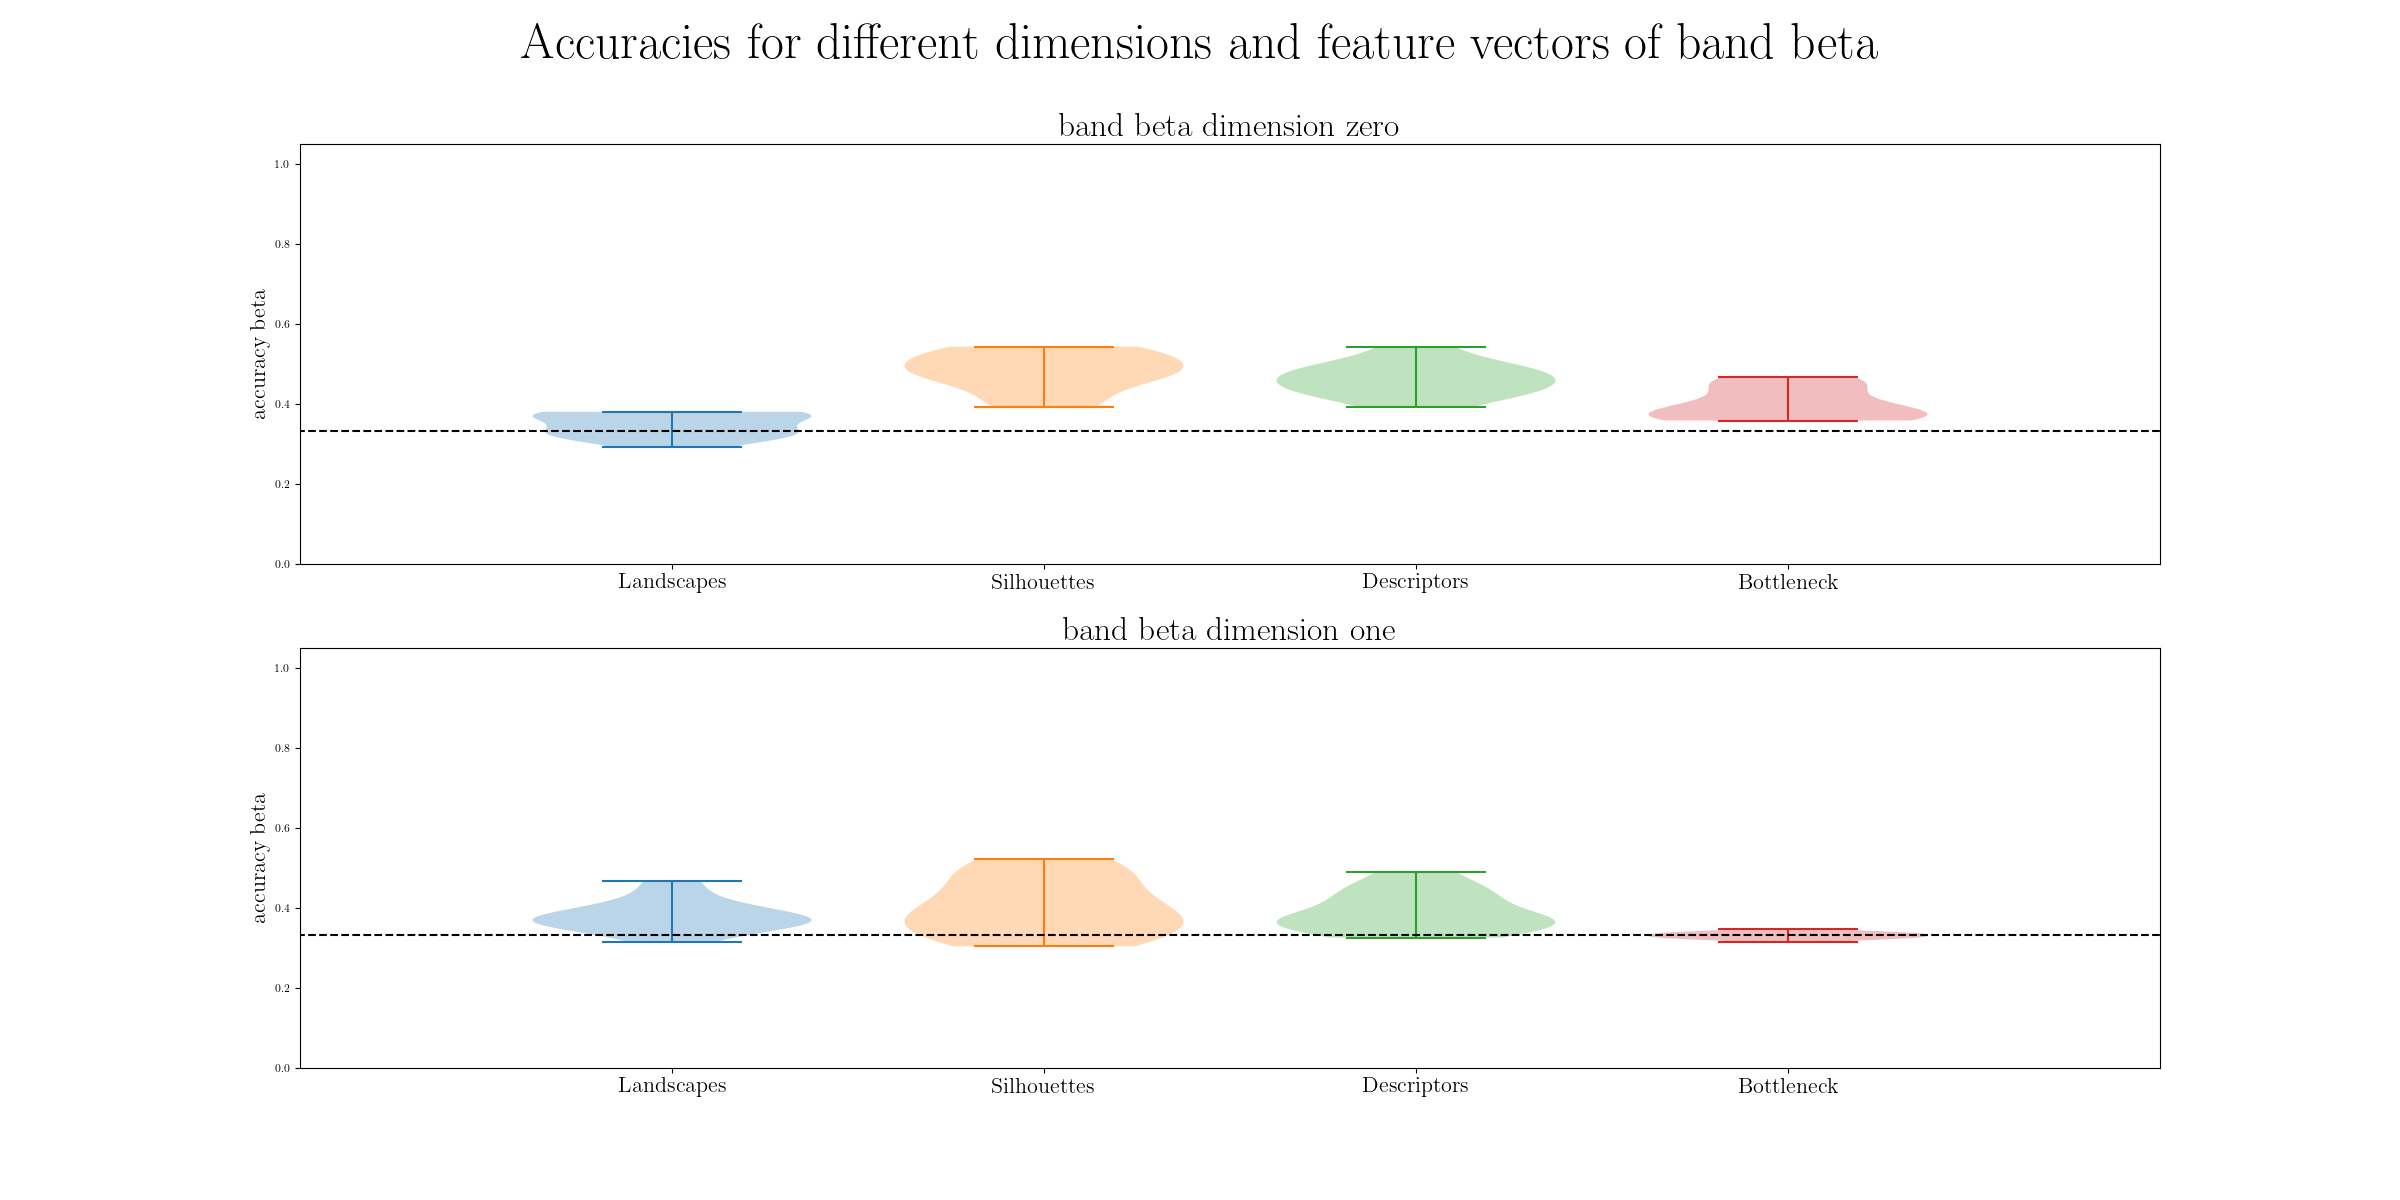 Accuracies for different dimensions and feature vectors of band beta
band beta dimension zero
1.0
0.8
0.6
0.4
0.2
0.0
accuracy beta
Landscapes Silhouettes Descriptors Bottleneck
band beta dimension one
1.0
0.8
0.6
0.4
0.2
0.0
accuracy beta
Landscapes Silhouettes Descriptors Bottleneck